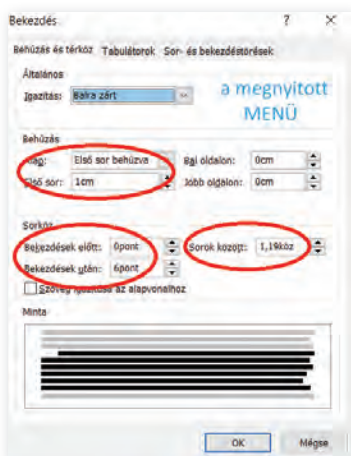 Bekezdés ? ×
Behúzás és térköz Tabulátorok Sor- és bekezdéstörések
Általános
Igazítás: Balra zárt
a megnyitott
MENÜ
Behúzás
Első sor behúzva Bal oldalon: 0cm
Első sor: 1cm Jobb oldalon: 0cm
Sorköz
Bekezdések előtt: 0pont Sorok között: 1,19köz
Bekezdések után: 6pont
Szöveg igazítása az alapvonalhoz
Minta
OK Mégse